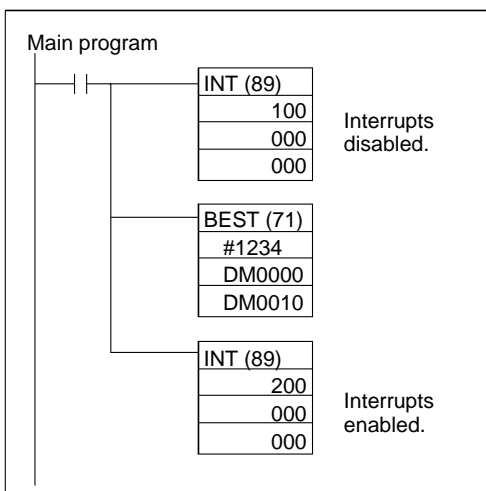 Main program
INT (89)
100
000
000
Interrupts
disabled.
BEST (71)
#1234
DM0000
DM0010
INT (89)
200
000
000
Interrupts
enabled.